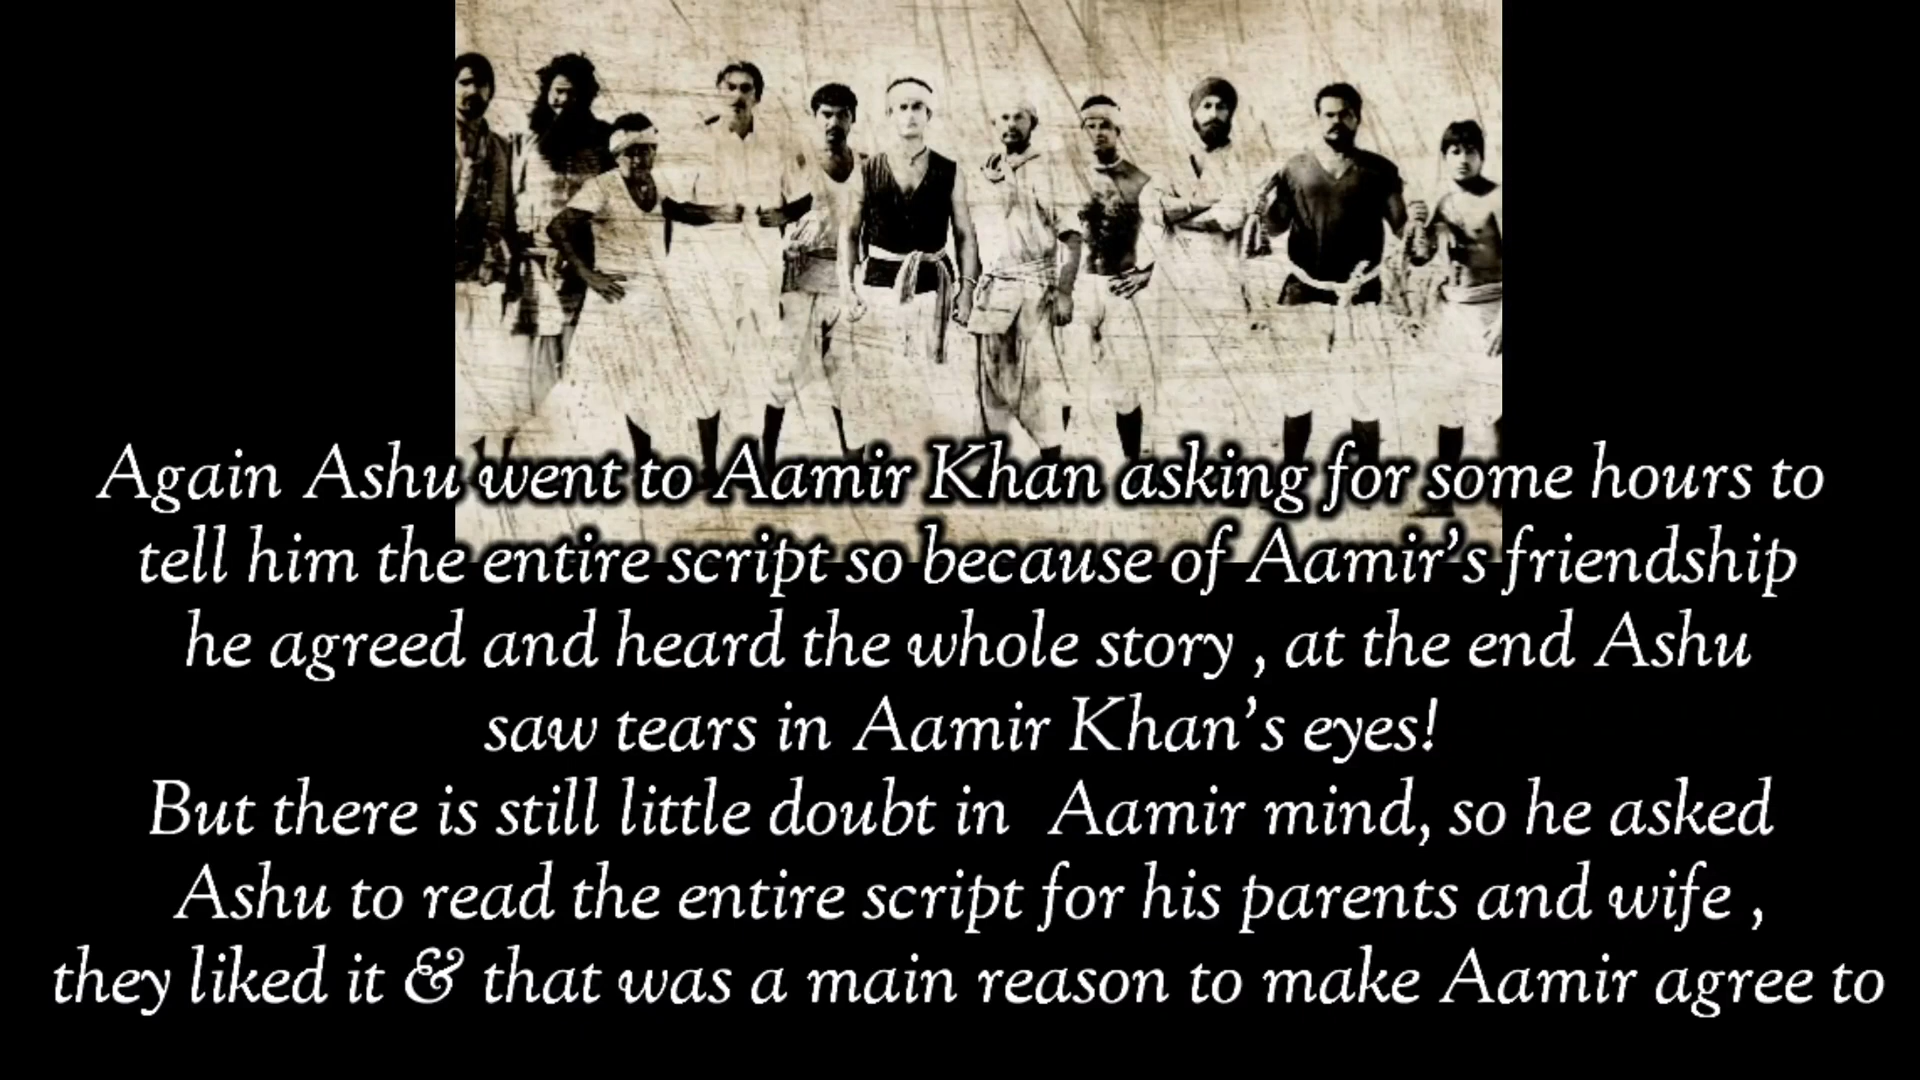 Again Ashu went to Aamir Khan asking for some hours to
tell him the entire script so because of Aamir's friendship
he agreed and heard the whole story , at the end Ashu
saw tears in Aamir Khan's eyes!
But there is still little doubt in  Aamir mind, so he asked
Ashu to read the entire script for his parents and wife ,
they liked it & that was a main reason to make Aamir agree to